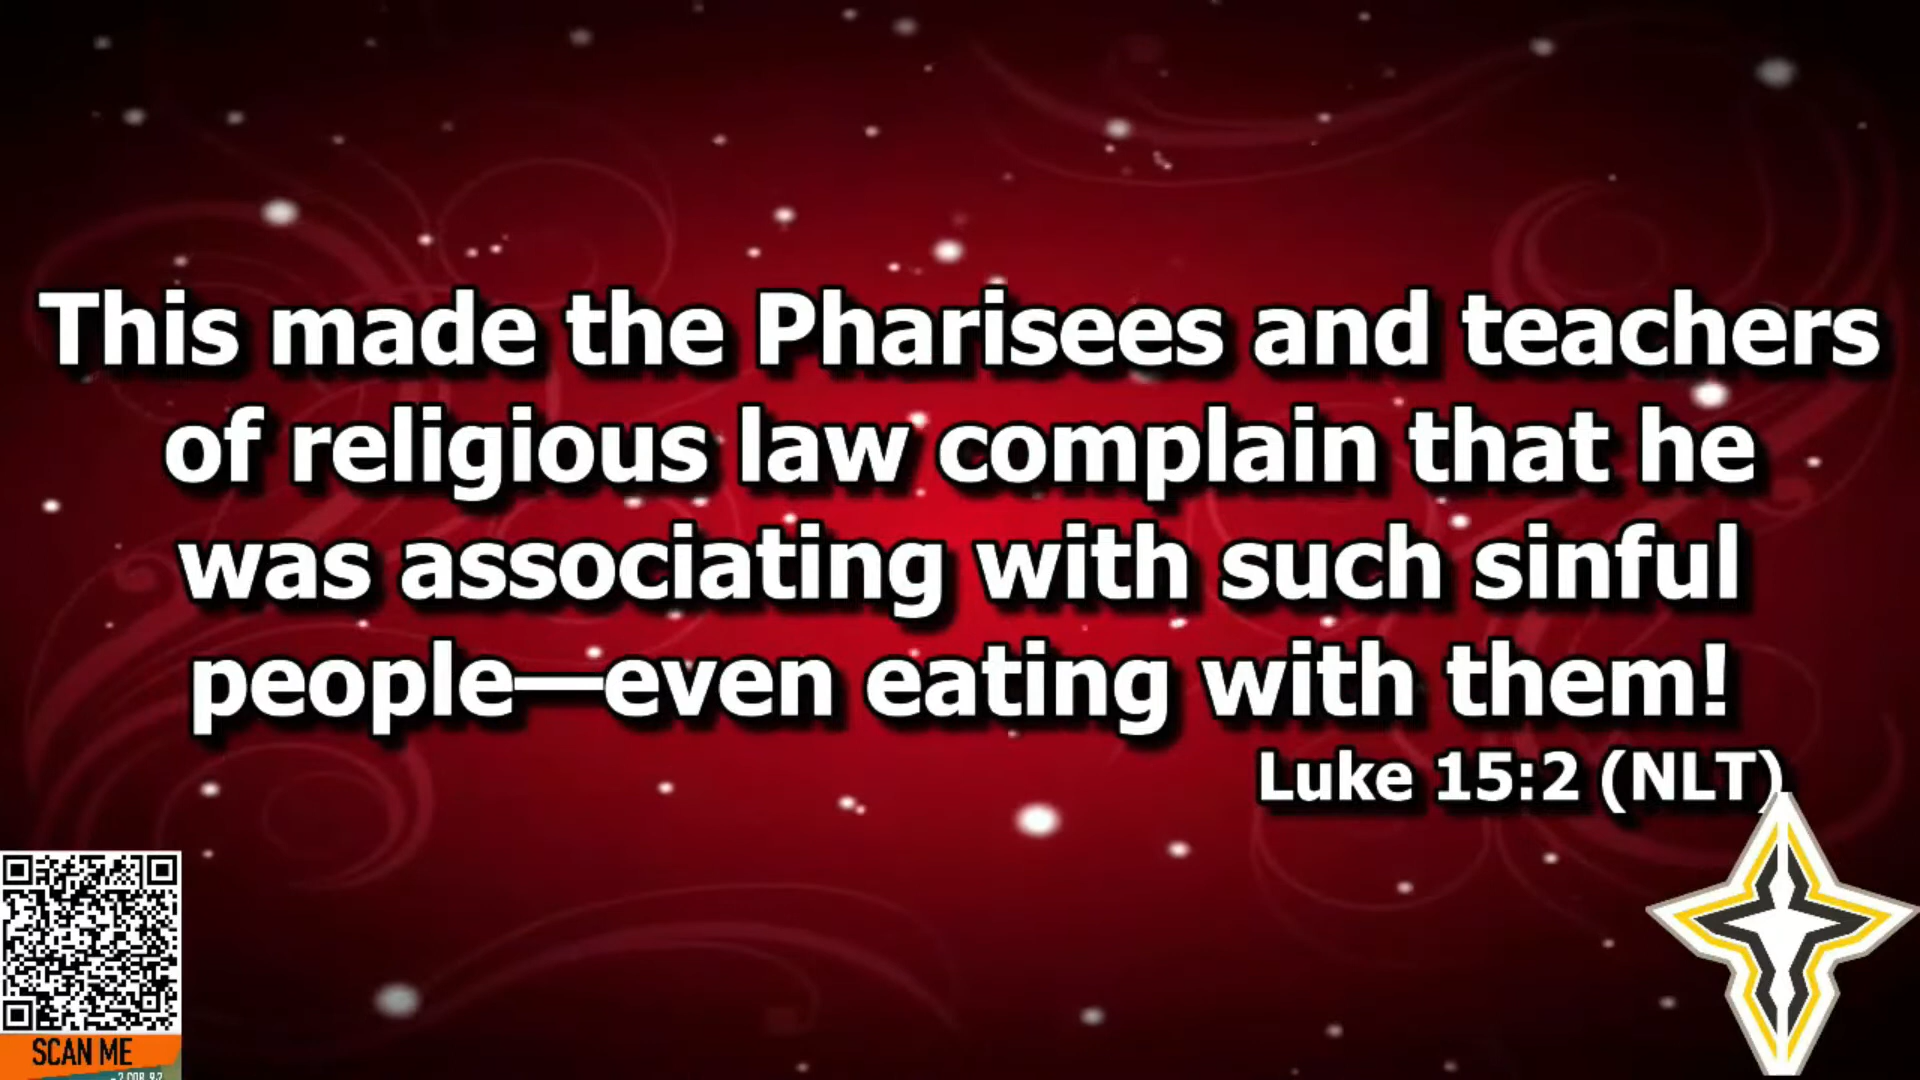 This made the Pharisees and teachers
of religious law complain that he
was associating with such sinful
people—even eating with them!
Luke 15:2 (NLT)
SCAN ME